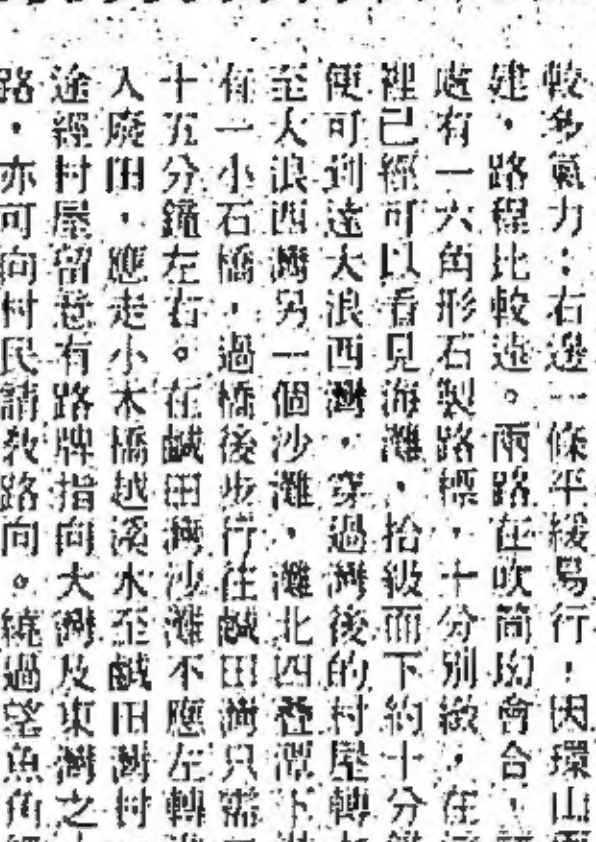 較多氣力；右邊一條平緩易行，因環山
建，路程比較遠。兩路在吹筒㘭會合，
處有一六角形石製路標，十分別緻，在
裡已經可以看見海灘，拾級而下約十分
便可到達大浪西灣，穿過灣後的村屋轉
至大浪西灣另一個沙灘，灘北四疊潭下
有一小石橋，過橋後步行往鹹田灣只需
十五分鐘左右。在鹹田灣沙灘不應左轉
入廢田，應走小木橋越溪水至鹹田灣村
途經村屋留意有路牌指向大灣及東灣之
路，亦可向村民請教路向。繞過望魚角